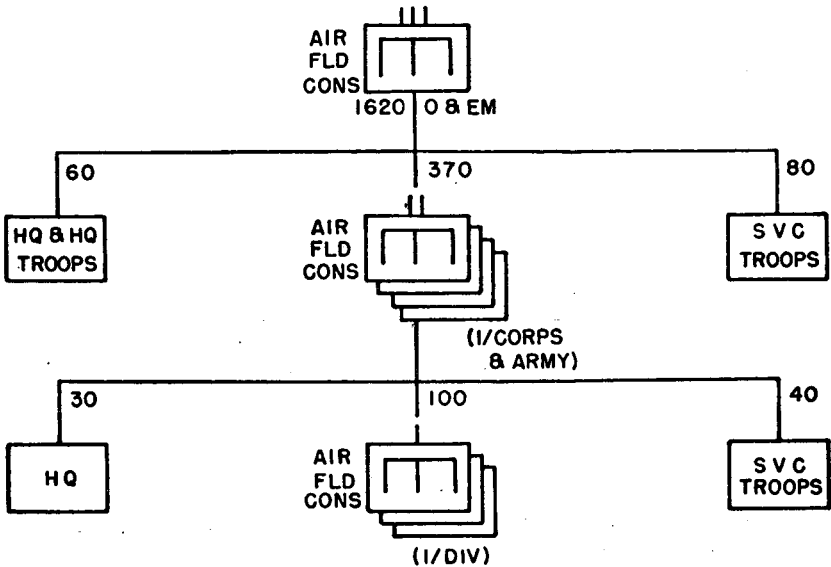 AIR
FLD
CONS
1620 O & EM
60
370
80
HQ & HQ
TROOPS
AIR
FLD
CONS
SVC
TROOPS
(1/CORPS
& ARMY)
30
100
40
HQ
AIR
FLD
CONS
SVC
TROOPS
(1/DIV)